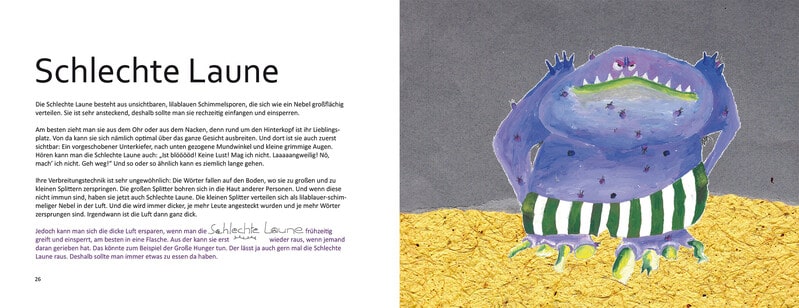 Schlechte Laune
Die Schlechte Laune besteht aus unsichtbaren, lilablauen Schimmelsporen, die sich wie ein Nebel großflächig
verteilen. Sie ist sehr ansteckend, deshalb sollte man sie rechzeitig einfangen und einsperren.
Am besten zieht man sie aus dem Ohr oder aus dem Nacken, denn rund um den Hinterkopf ist ihr Lieblings-
platz. Von da kann sie sich nämlich optimal über das ganze Gesicht ausbreiten. Und dort ist sie auch zuerst
sichtbar: Ein vorgeschobener Unterkiefer, nach unten gezogene Mundwinkel und kleine grimmige Augen.
Hören kann man die Schlechte Laune auch: „Ist blöööööd! Keine Lust! Mag ich nicht. Laaaaangweilig! Nö,
mach’ ich nicht. Geh weg!“ Und so oder so ähnlich kann es ziemlich lange gehen.
Ihre Verbreitungstechnik ist sehr ungewöhnlich: Die Wörter fallen auf den Boden, wo sie zu großen und zu
kleinen Splittern zerspringen. Die großen Splitter bohren sich in die Haut anderer Personen. Und wenn diese
nicht immun sind, haben sie jetzt auch Schlechte Laune. Die kleinen Splitter verteilen sich als lilablauer-schim-
meliger Nebel in der Luft. Und die wird immer dicker, je mehr Leute angesteckt wurden und je mehr Wörter
zersprungen sind. Irgendwann ist die Luft dann ganz dick.
Jedoch kann man sich die dicke Luft ersparen, wenn man die Schlechte Laune frühzeitig
greift und einsperrt, am besten in eine Flasche. Aus der kann sie erst wieder raus, wenn jemand
daran gerieben hat. Das könnte zum Beispiel der Große Hunger tun. Der lässt ja auch gern mal die Schlechte
Laune raus. Deshalb sollte man immer etwas zu essen da haben.
26